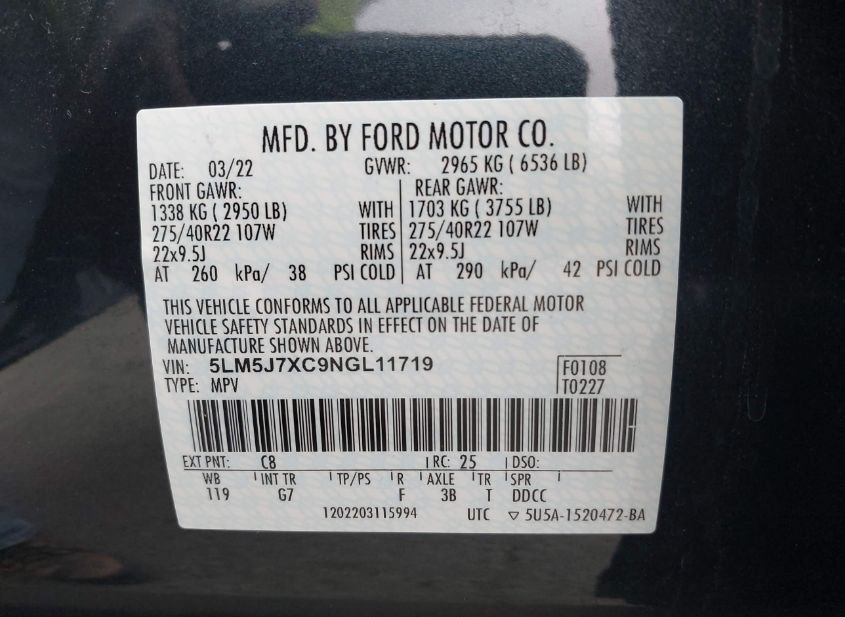 MFD. BY FORD MOTOR CO.
DATE: 03/22 GVWR: 2965 KG ( 6536 LB)
FRONT GAWR: REAR GAWR:
1338 KG ( 2950 LB) WITH 1703 KG ( 3755 LB) WITH
275/40R22 107W TIRES 275/40R22 107W TIRES
22x9.5J RIMS 22x9.5J RIMS
AT 260 kPa/ 38 PSI COLD AT 290 kPa/ 42 PSI COLD
THIS VEHICLE CONFORMS TO ALL APPLICABLE FEDERAL MOTOR
VEHICLE SAFETY STANDARDS IN EFFECT ON THE DATE OF
MANUFACTURE SHOWN ABOVE.
VIN: 5LM5J7XC9NGL11719 F0108
TYPE: MPV T0227
EXT PNT: C8 RC: 25 DSO:
WB INT TR TP/PS R AXLE TR SPR
119 G7 F 3B T DDCC
1202203115994 UTC ▽ 5U5A-1520472-BA